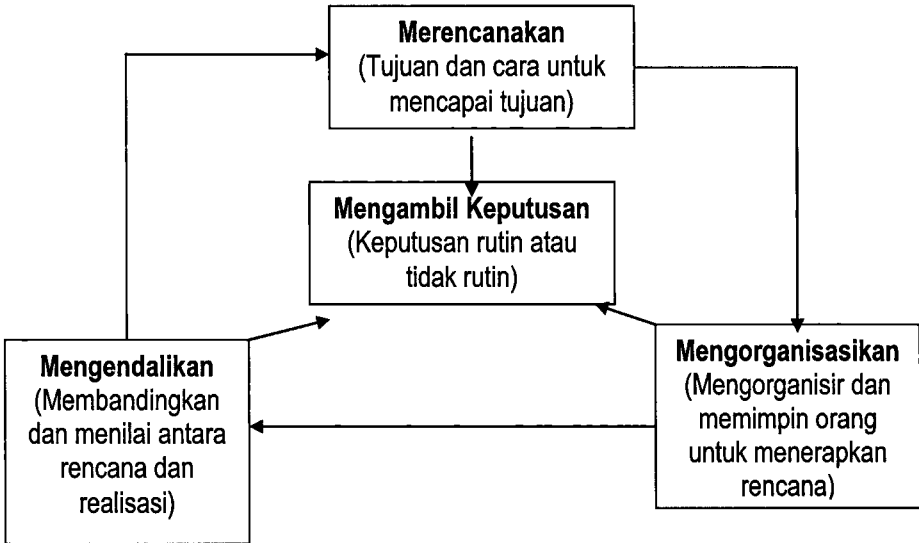 Merencanakan
(Tujuan dan cara untuk
mencapai tujuan)
Mengambil Keputusan
(Keputusan rutin atau
tidak rutin)
Mengendalikan
(Membandingkan
dan menilai antara
rencana dan
realisasi)
Mengorganisasikan
(Mengorganisir dan
memimpin orang
untuk menerapkan
rencana)